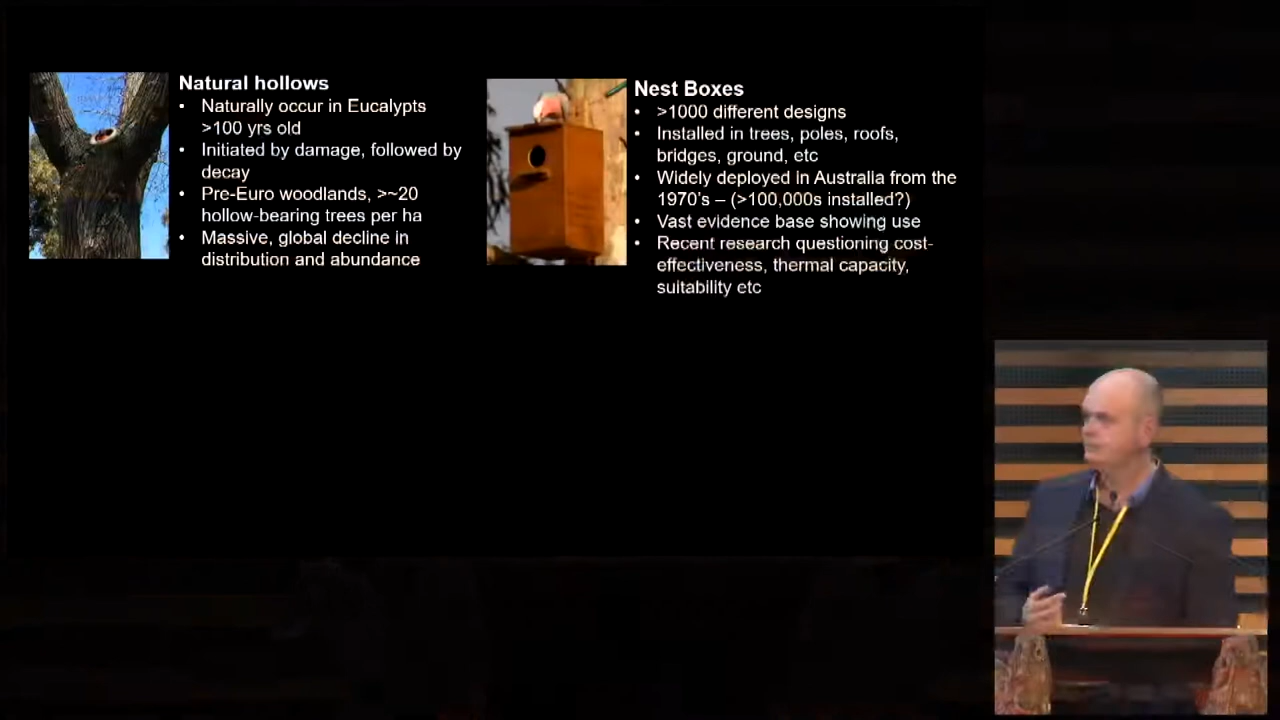 Natural hollows
• Naturally occur in Eucalypts
>100 yrs old
• Initiated by damage, followed by
decay
• Pre-Euro woodlands, >~20
hollow-bearing trees per ha
• Massive, global decline in
distribution and abundance
Nest Boxes
• >1000 different designs
• Installed in trees, poles, roofs,
bridges, ground, etc
• Widely deployed in Australia from the
1970's – (>100,000s installed?)
• Vast evidence base showing use
• Recent research questioning cost-
effectiveness, thermal capacity,
suitability etc